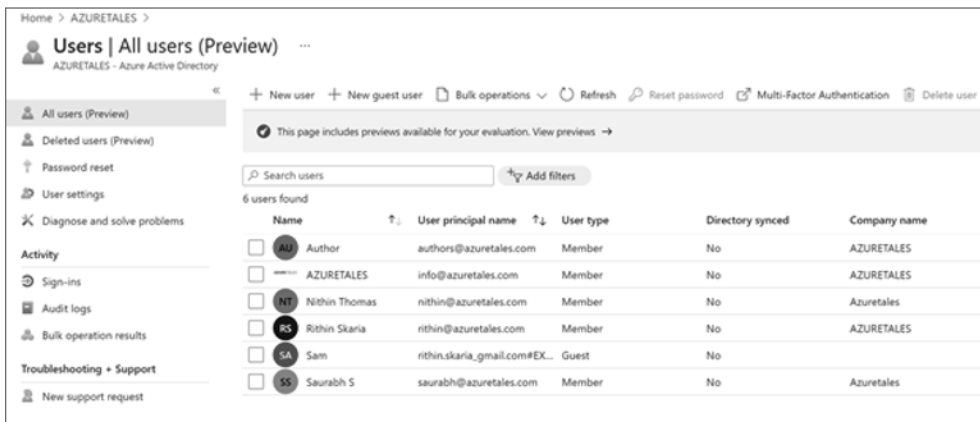 Home > AZURETALES >
Users | All users (Preview) ...
AZURETALES - Azure Active Directory
«
All users (Preview)
Deleted users (Preview)
Password reset
User settings
Diagnose and solve problems
Activity
Sign-ins
Audit logs
Bulk operation results
Troubleshooting + Support
New support request
+ New user + New guest user Bulk operations Refresh Reset password Multi-Factor Authentication Delete user
This page includes previews available for your evaluation. View previews →
Search users Add filters
6 users found
Name ↑↓ User principal name ↑↓ User type Directory synced Company name
AU Author authors@azuretales.com Member No AZURETALES
AZURETALES info@azuretales.com Member No AZURETALES
NT Nithin Thomas nithin@azuretales.com Member No Azuretales
RS Rithin Skaria rithin@azuretales.com Member No AZURETALES
SA Sam rithin.skaria_gmail.com#EX... Guest No
SS Saurabh S saurabh@azuretales.com Member No Azuretales